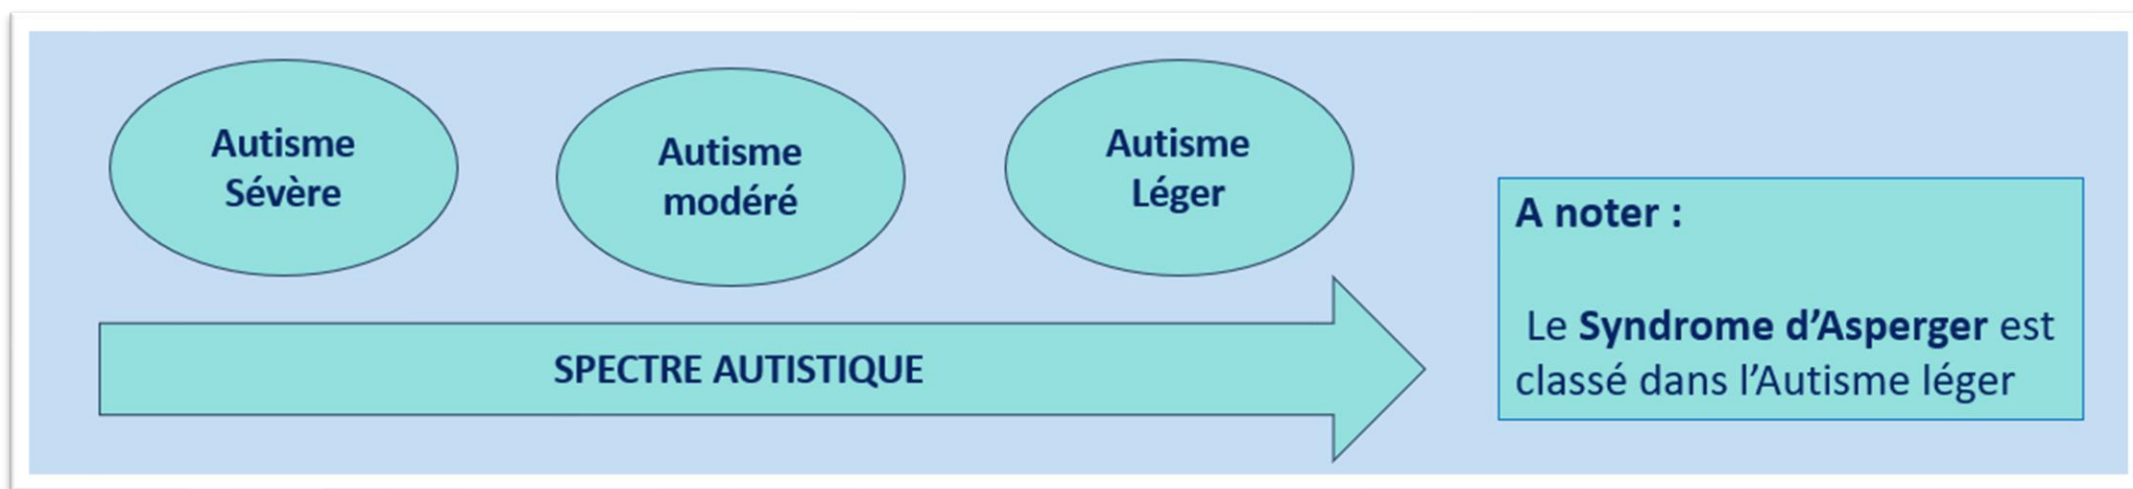 Autisme
Sévère
Autisme
modéré
Autisme
Léger
A noter :
Le Syndrome d’Asperger est
classé dans l’Autisme léger
SPECTRE AUTISTIQUE